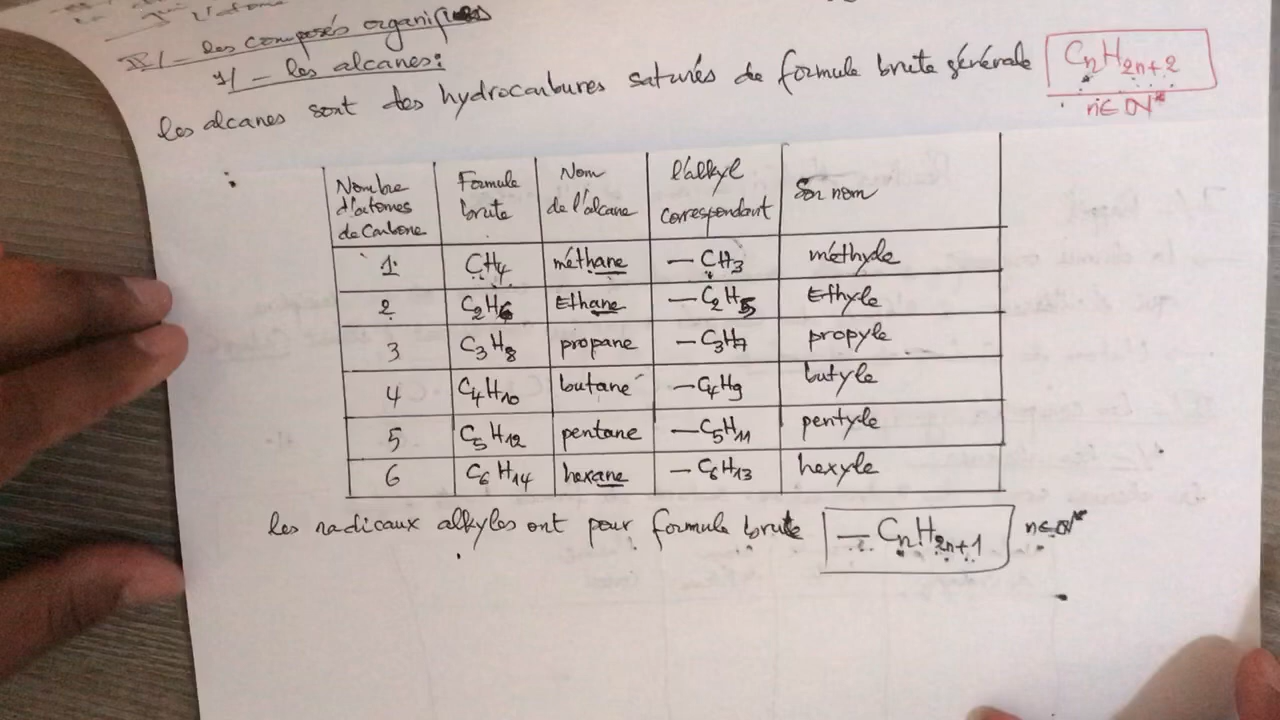 II/- les composés organiques
1/- les alcanes:
les alcanes sont des hydrocarbures saturés de formule brute générale CnH2n+2
n∈ℕ*
Nombre d'atomes de Carbone | Formule brute | Nom de l'alcane | l'alkyl correspondant | Son nom
1 | CH4 | méthane | —CH3 | méthyle
2 | C2H6 | Ethane | —C2H5 | Ethyle
3 | C3H8 | propane | —C3H7 | propyle
4 | C4H10 | butane | —C4H9 | butyle
5 | C5H12 | pentane | —C5H11 | pentyle
6 | C6H14 | hexane | —C6H13 | hexyle
les radicaux alkyles ont pour formule brute —CnH2n+1 n∈ℕ*